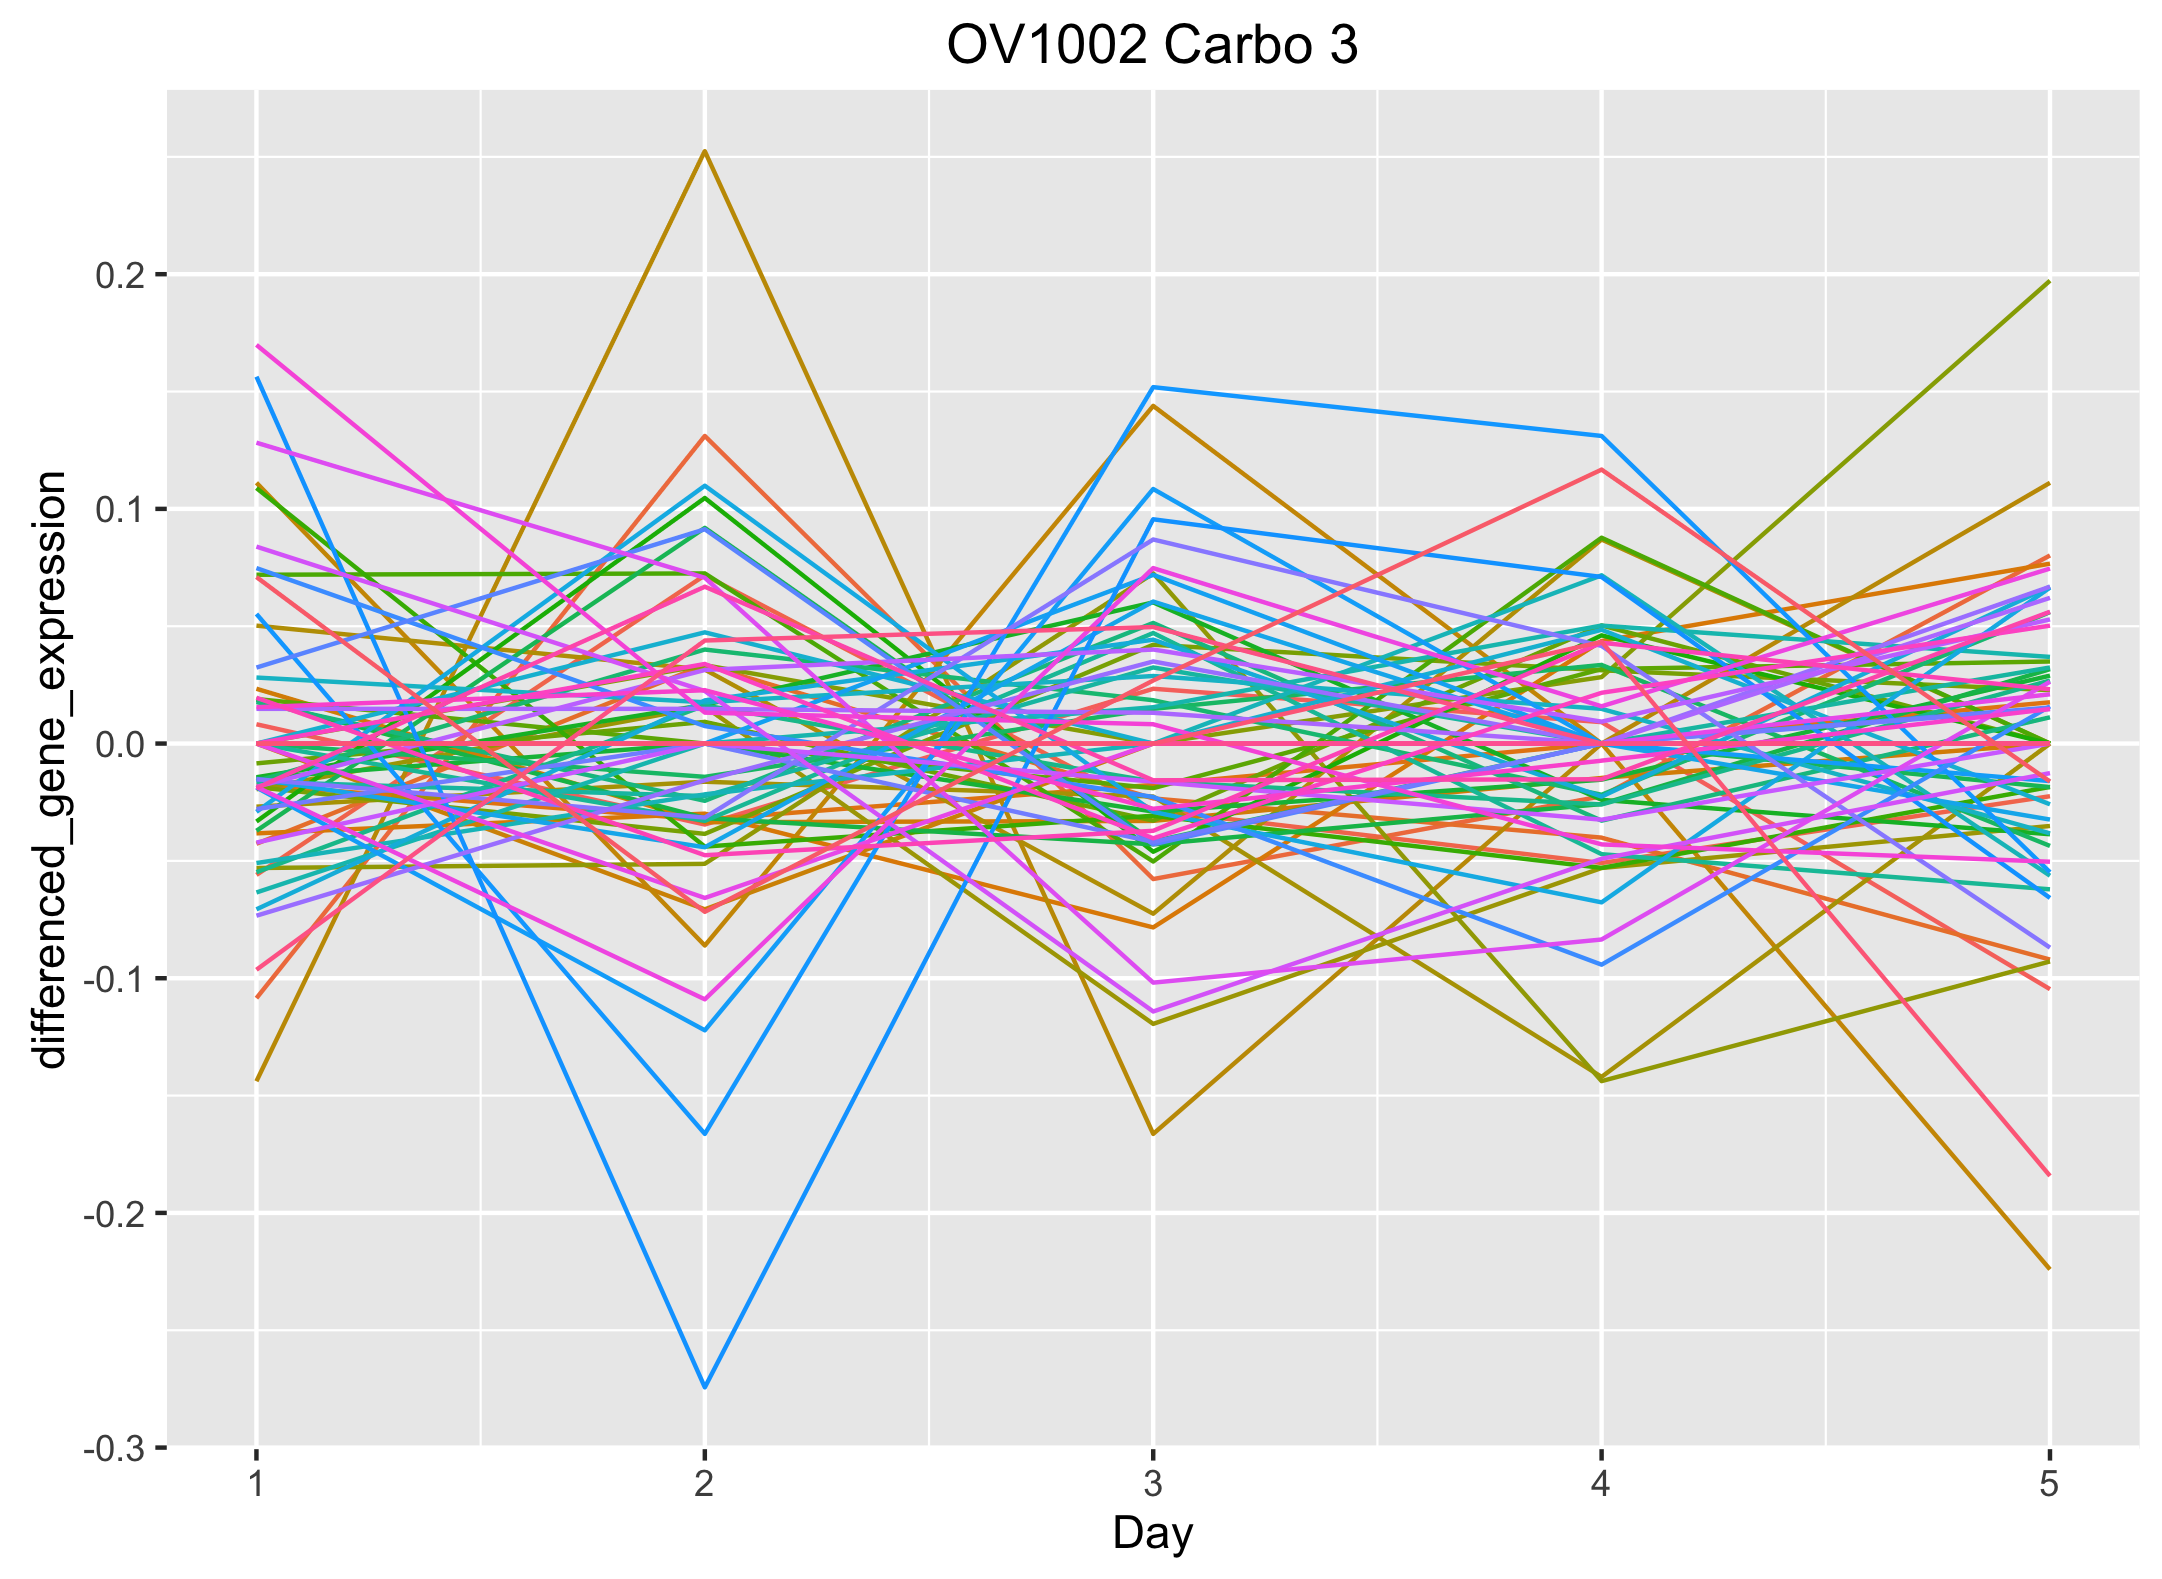 OV1002 Carbo 3
differenced_gene_expression
0.2
0.1
0.0
-0.1
-0.2
-0.3
1 2 3 4 5
Day